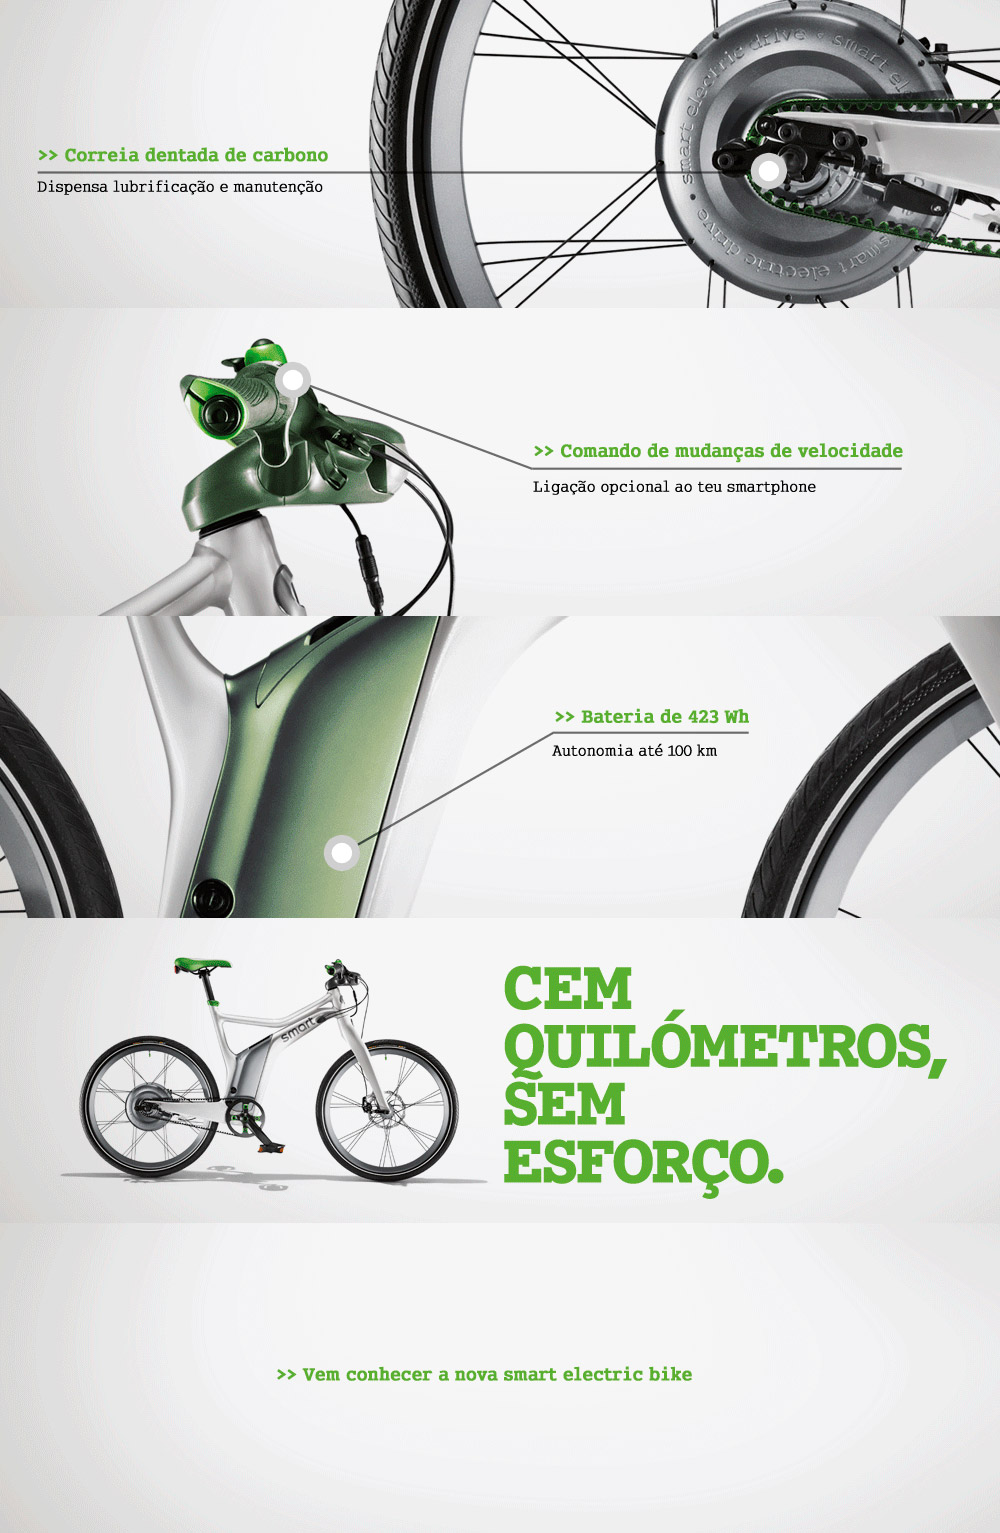 smart electric drive • smart el
smart electric drive •
>> Correia dentada de carbono
Dispensa lubrificação e manutenção
>> Comando de mudanças de velocidade
Ligação opcional ao teu smartphone
>> Bateria de 423 Wh
Autonomia até 100 km
smart
CEM
QUILÓMETROS,
SEM
ESFORÇO.
>> Vem conhecer a nova smart electric bike